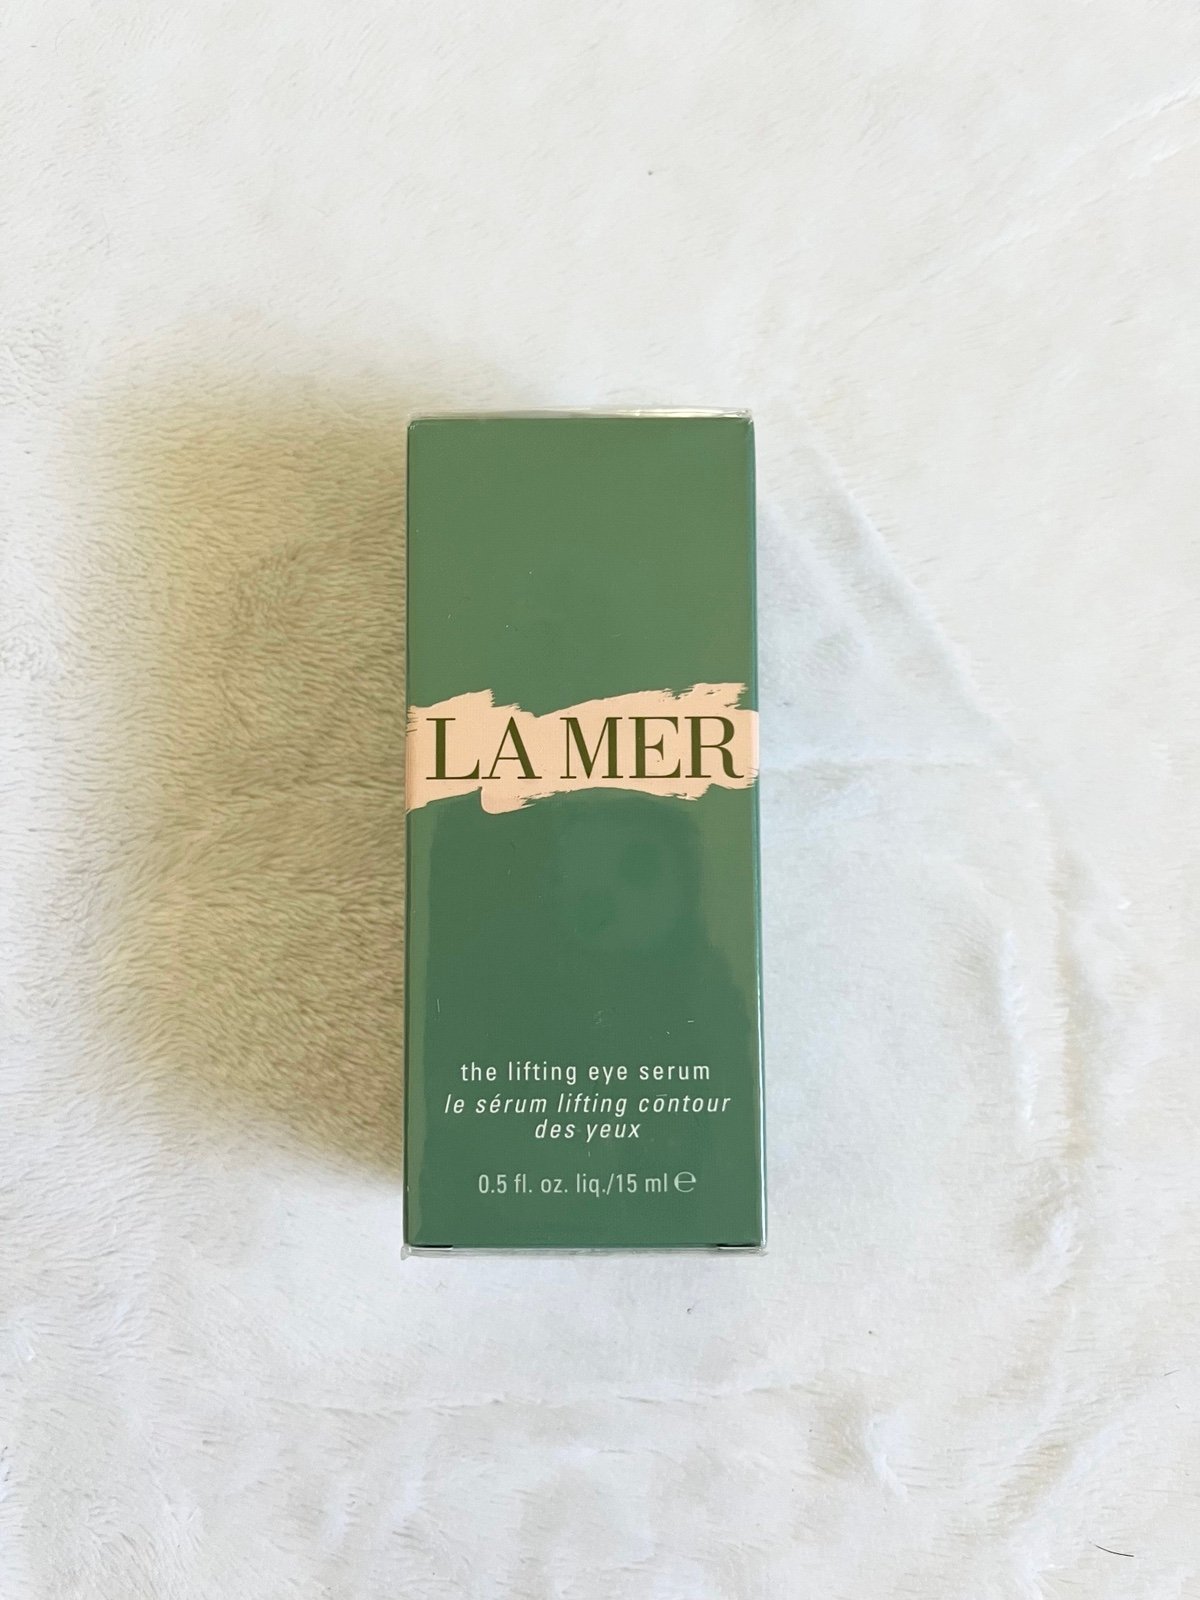 LA MER
the lifting eye serum
le sérum lifting contour
des yeux
0.5 fl. oz. liq./15 ml ℮